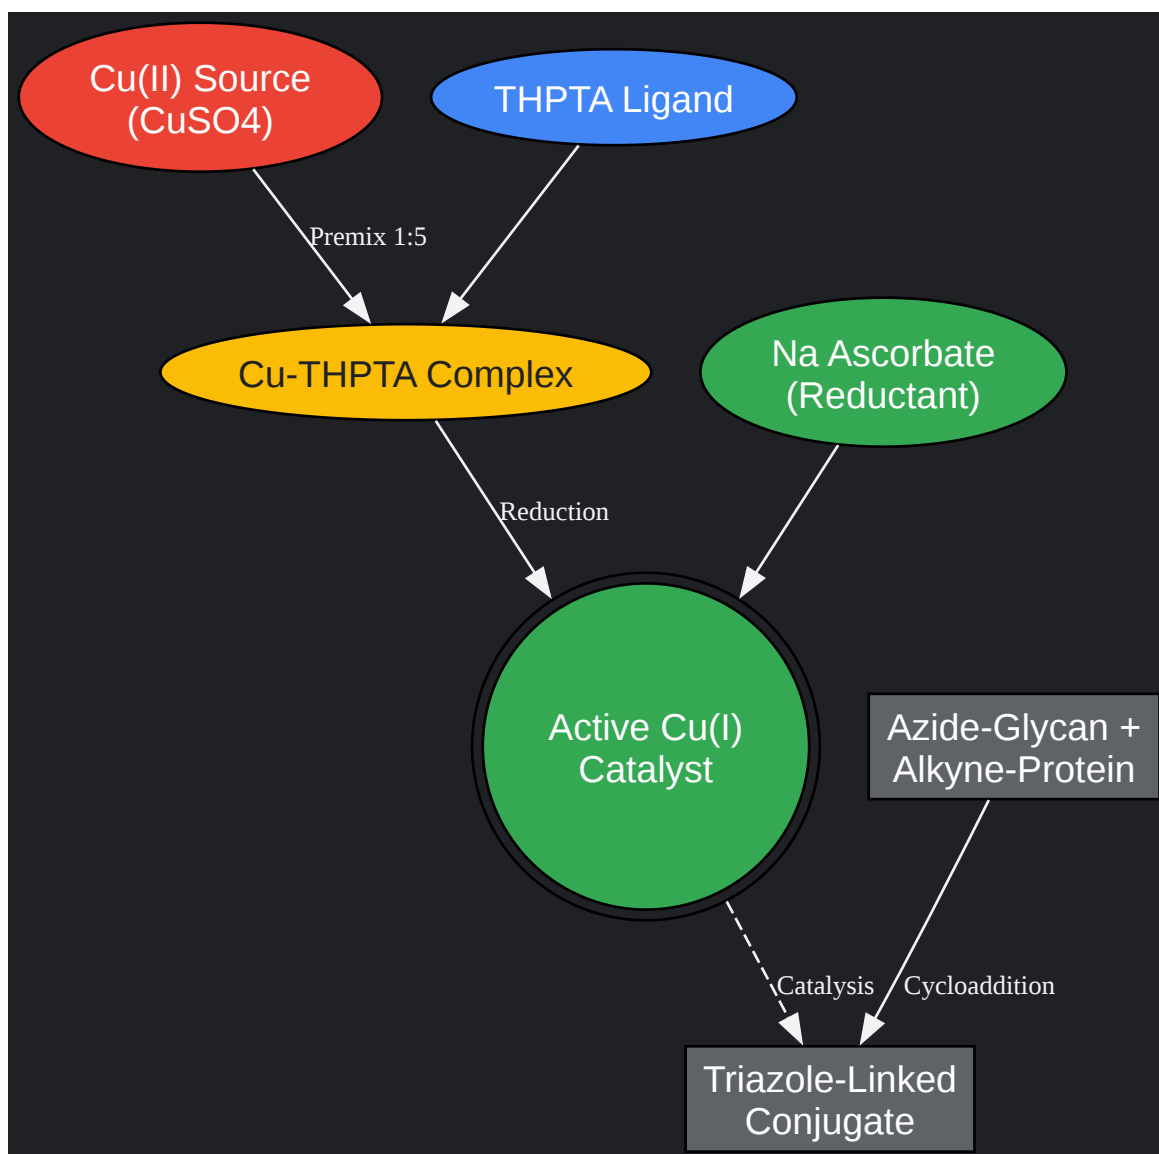 Cu(II) Source
(CuSO4)
THPTA Ligand
Premix 1:5
Cu-THPTA Complex
Na Ascorbate
(Reductant)
Reduction
Active Cu(I)
Catalyst
Azide-Glycan +
Alkyne-Protein
Catalysis
Cycloaddition
Triazole-Linked
Conjugate